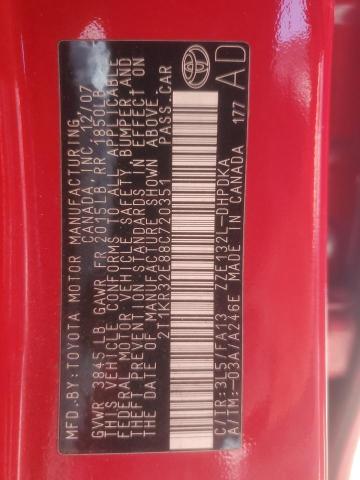 MFD.BY:TOYOTA MOTOR MANUFACTURING
CANADA INC. 12/07
GVWR 3845 LB GAWR FR 2015LB RR 1850LB
THIS VEHICLE CONFORMS TO ALL APPLICABLE
FEDERAL MOTOR VEHICLE SAFETY, BUMPER, AND
THEFT PREVENTION STANDARDS IN EFFECT ON
THE DATE OF MANUFACTURE SHOWN ABOVE.
2T1KR32E88C720351 PASS. CAR
C/TR:3L5/FA13 ZZE132L-DHPDKA
A/TM:-03A/A246E MADE IN CANADA
177
AD